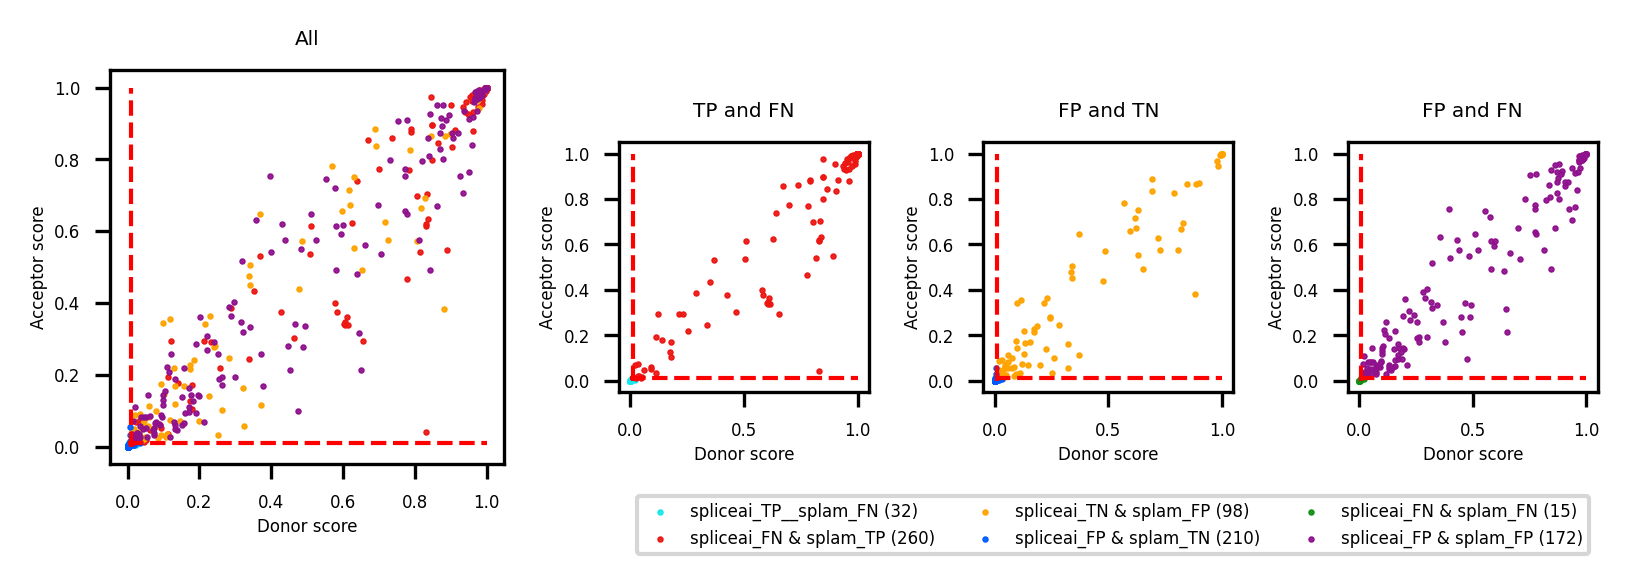 All
Acceptor score
1.0
0.8
0.6
0.4
0.2
0.0
0.0 0.2 0.4 0.6 0.8 1.0
Donor score
TP and FN
Acceptor score
1.0
0.8
0.6
0.4
0.2
0.0
0.0 0.5 1.0
Donor score
FP and TN
Acceptor score
1.0
0.8
0.6
0.4
0.2
0.0
0.0 0.5 1.0
Donor score
FP and FN
Acceptor score
1.0
0.8
0.6
0.4
0.2
0.0
0.0 0.5 1.0
Donor score
spliceai_TP__splam_FN (32)
spliceai_FN & splam_TP (260)
spliceai_TN & splam_FP (98)
spliceai_FP & splam_TN (210)
spliceai_FN & splam_FN (15)
spliceai_FP & splam_FP (172)